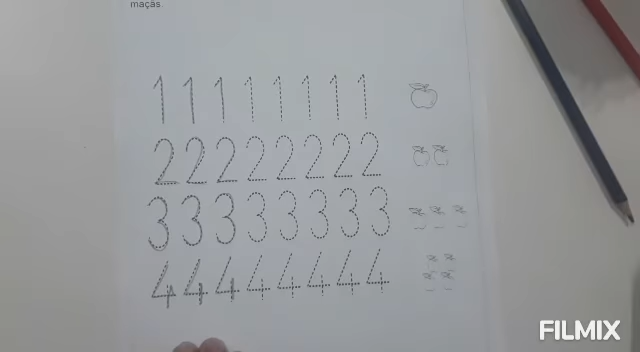 maçãs.
1 1 1 1 1 1 1 1
2 2 2 2 2 2 2 2
3 3 3 3 3 3 3 3
4 4 4 4 4 4 4 4
FILMIX